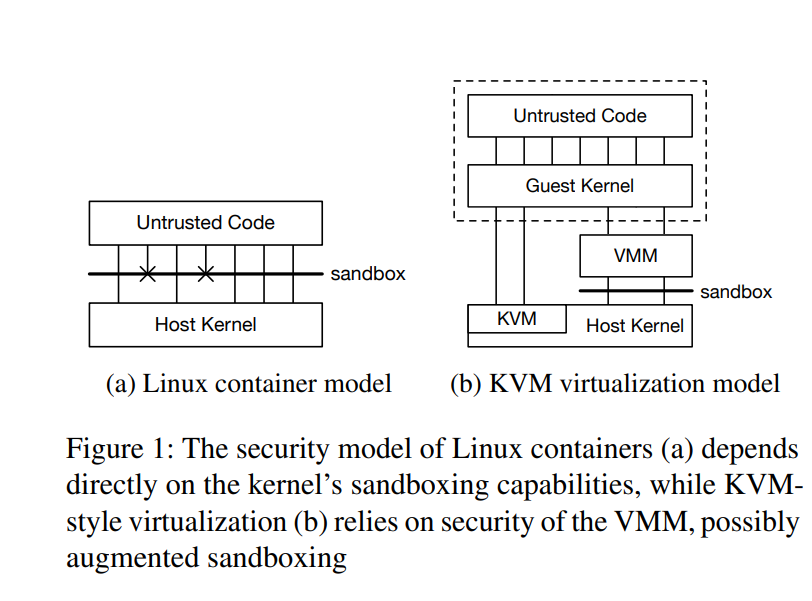 Untrusted Code
sandbox
Host Kernel
(a) Linux container model
Untrusted Code
Guest Kernel
VMM
sandbox
KVM
Host Kernel
(b) KVM virtualization model
Figure 1: The security model of Linux containers (a) depends
directly on the kernel's sandboxing capabilities, while KVM-
style virtualization (b) relies on security of the VMM, possibly
augmented sandboxing